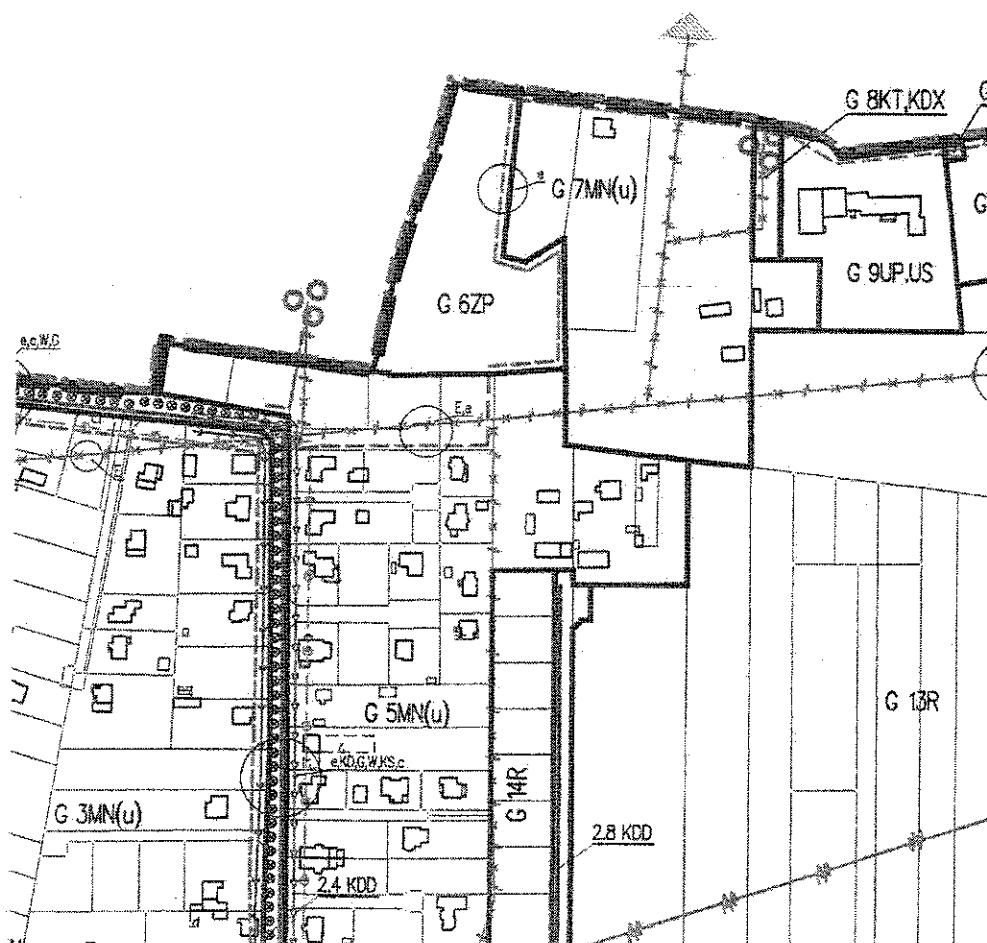 G 8KT,KDX
G
G 7MN(u)
G
G 9UP,US
G 6ZP
e,c,W,G
E,e
G 5MN(u)
G 13R
e,KD,G,W,KS,c
G 14R
G 3MN(u)
2.8 KDD
2.4 KDD